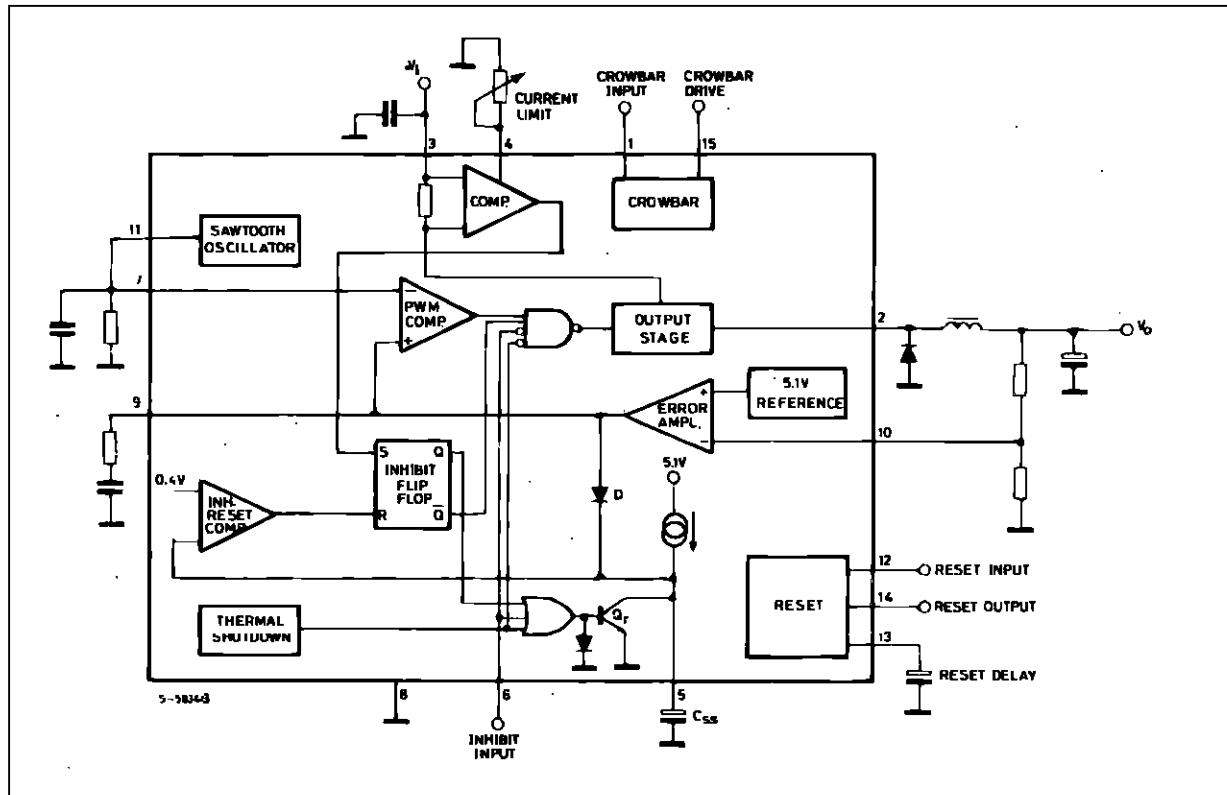 CROWBAR INPUT
CROWBAR DRIVE
CURRENT LIMIT
3
4
1
15
COMP.
CROWBAR
11
SAWTOOTH OSCILLATOR
7
−
PWM COMP.
+
OUTPUT STAGE
2
Vo
9
+
ERROR AMPL.
−
5.1V REFERENCE
10
S
Q
INHIBIT FLIP FLOP
R
Q̅
0.4V
INH. RESET COMP.
D
5.1V
12
RESET INPUT
RESET
14
RESET OUTPUT
13
RESET DELAY
THERMAL SHUTDOWN
Qr
8
6
5
INHIBIT INPUT
Css